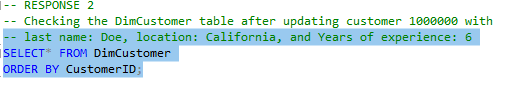 -- RESPONSE 2
-- Checking the DimCustomer table after updating customer 1000000 with
-- last name: Doe, location: California, and Years of experience: 6
SELECT* FROM DimCustomer
ORDER BY CustomerID;